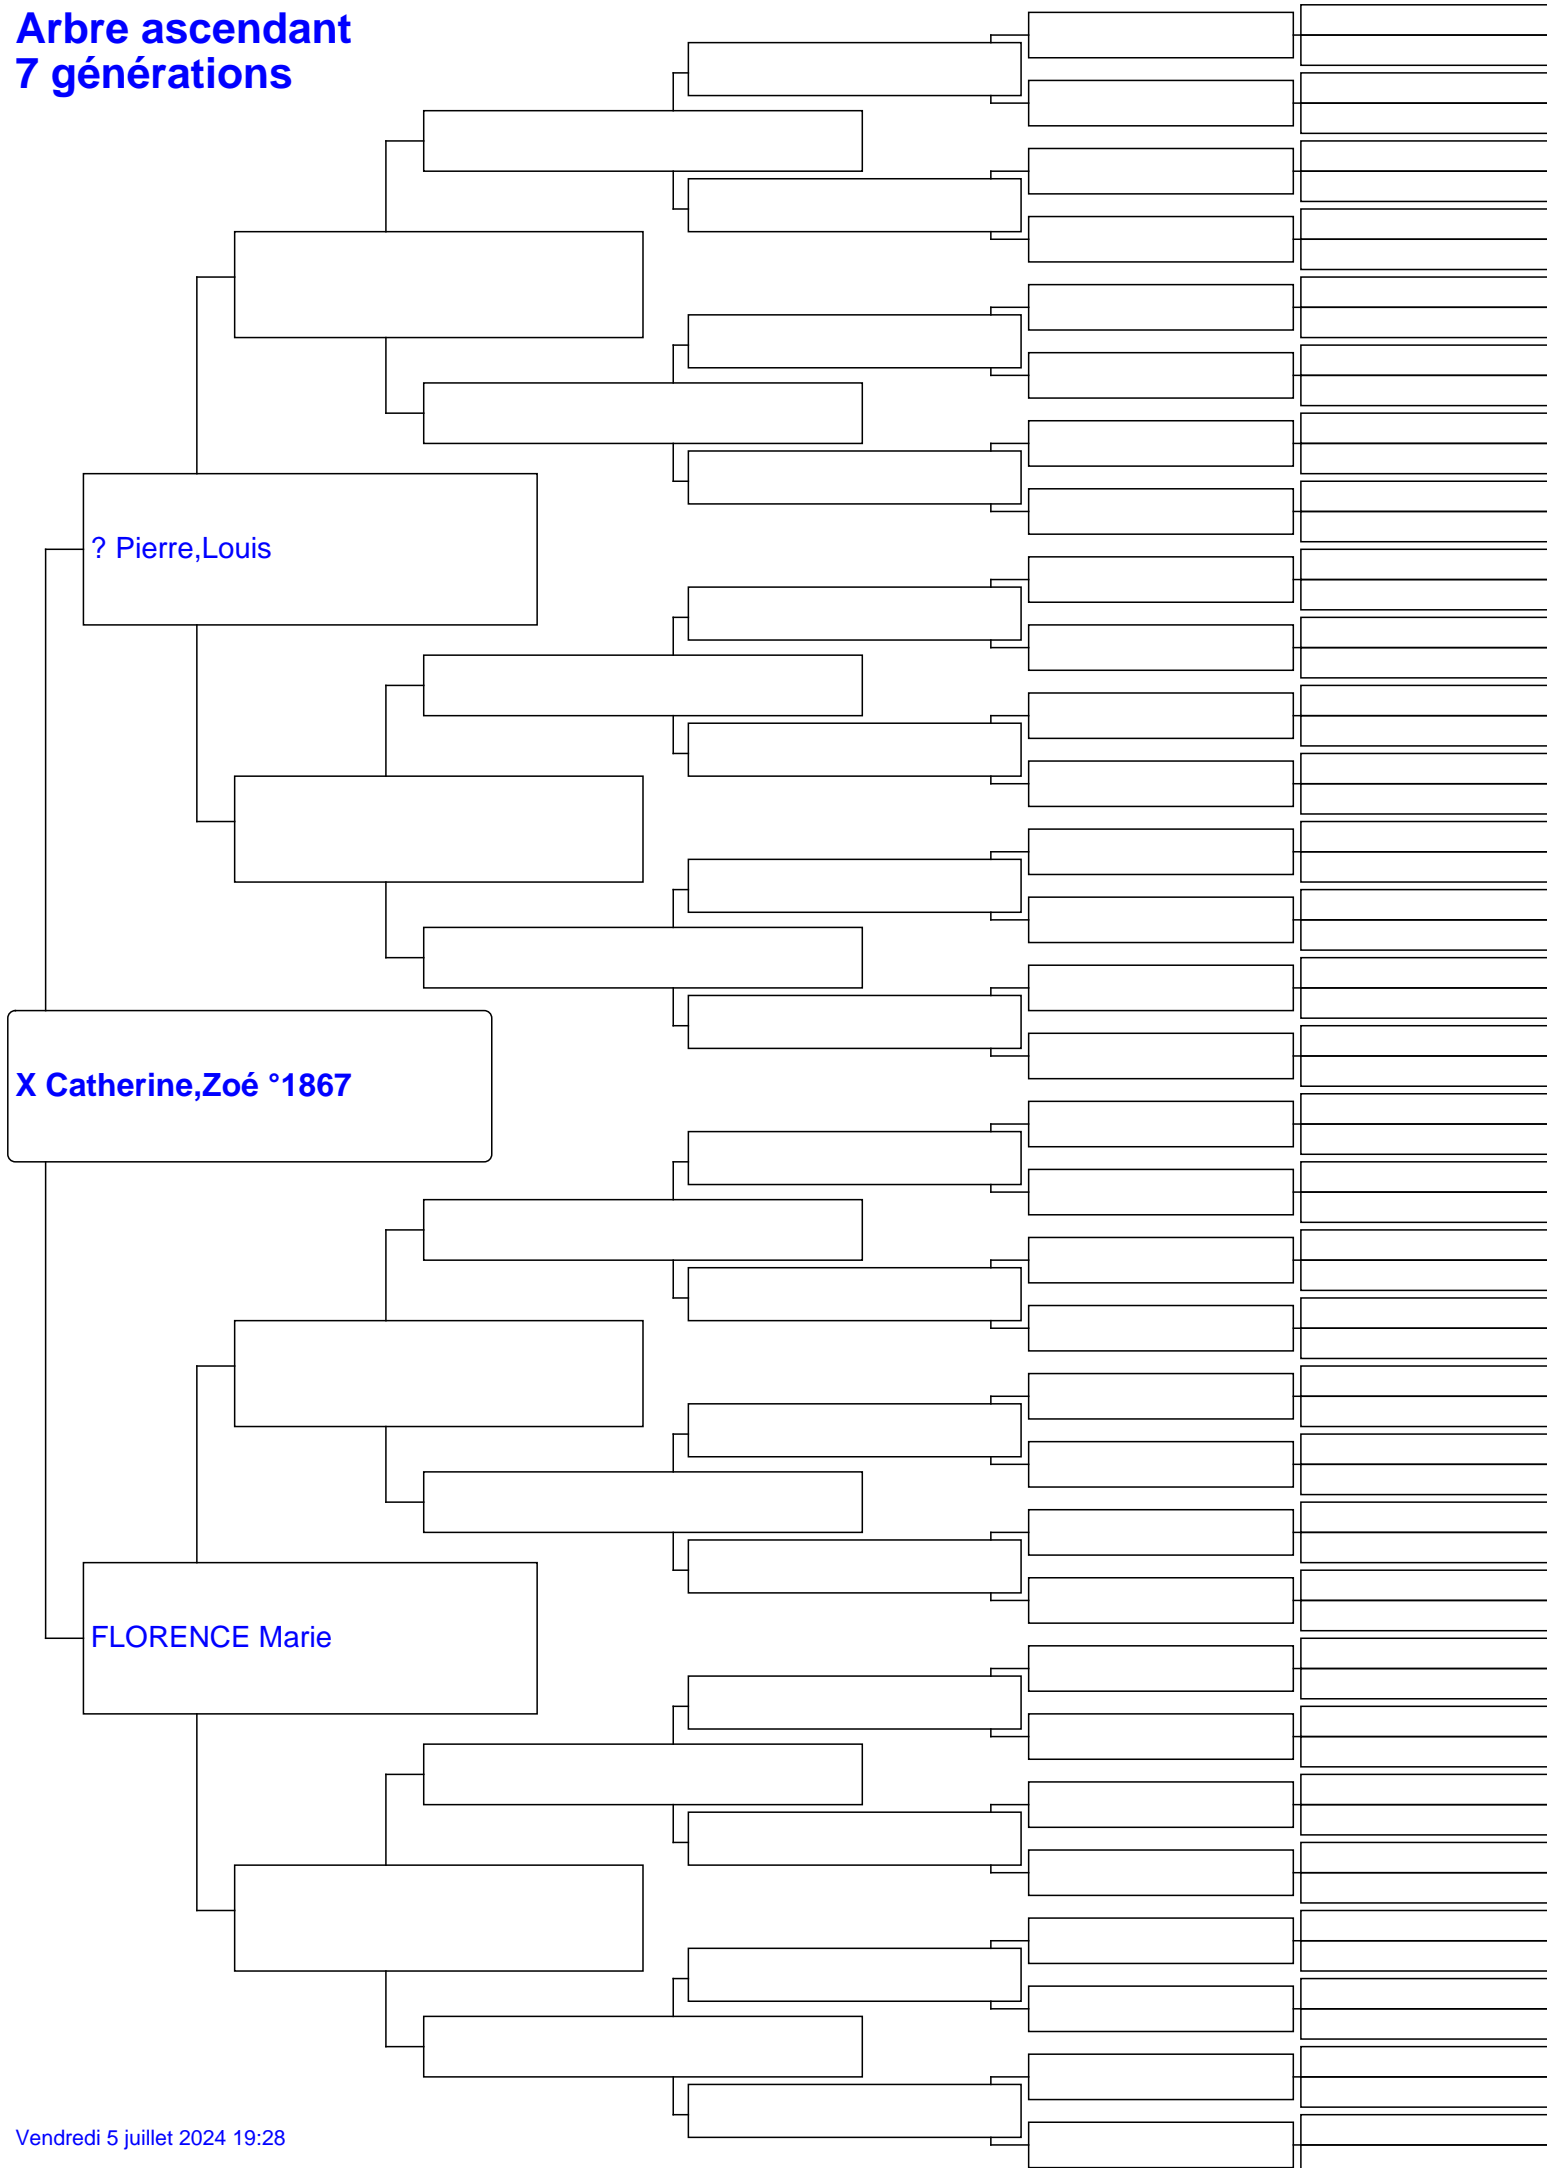 Arbre ascendant
7 générations
? Pierre,Louis
X Catherine,Zoé °1867
FLORENCE Marie
Vendredi 5 juillet 2024 19:28